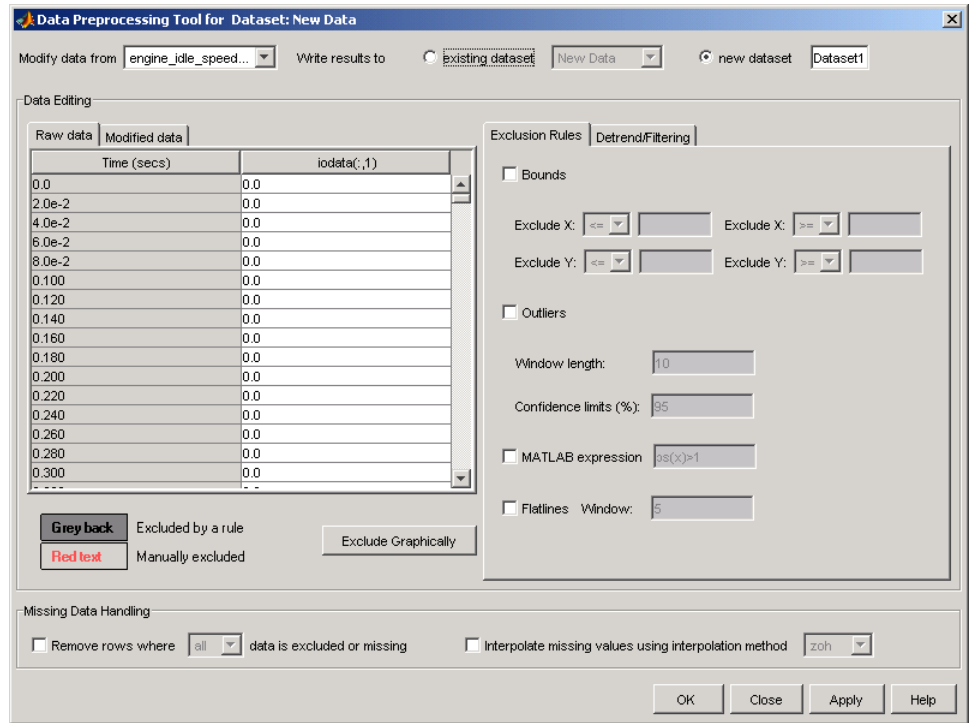 Data Preprocessing Tool for Dataset: New Data
Modify data from engine_idle_speed... Write results to existing dataset New Data new dataset Dataset1
Data Editing
Raw data Modified data
Time (secs) iodata(:,1)
0.0 0.0
2.0e-2 0.0
4.0e-2 0.0
6.0e-2 0.0
8.0e-2 0.0
0.100 0.0
0.120 0.0
0.140 0.0
0.160 0.0
0.180 0.0
0.200 0.0
0.220 0.0
0.240 0.0
0.260 0.0
0.280 0.0
0.300 0.0
Grey back Excluded by a rule
Red text Manually excluded
Exclude Graphically
Exclusion Rules Detrend/Filtering
Bounds
Exclude X: <= Exclude X: >=
Exclude Y: <= Exclude Y: >=
Outliers
Window length: 10
Confidence limits (%): 95
MATLAB expression os(x)>1
Flatlines Window: 5
Missing Data Handling
Remove rows where all data is excluded or missing Interpolate missing values using interpolation method zoh
OK Close Apply Help